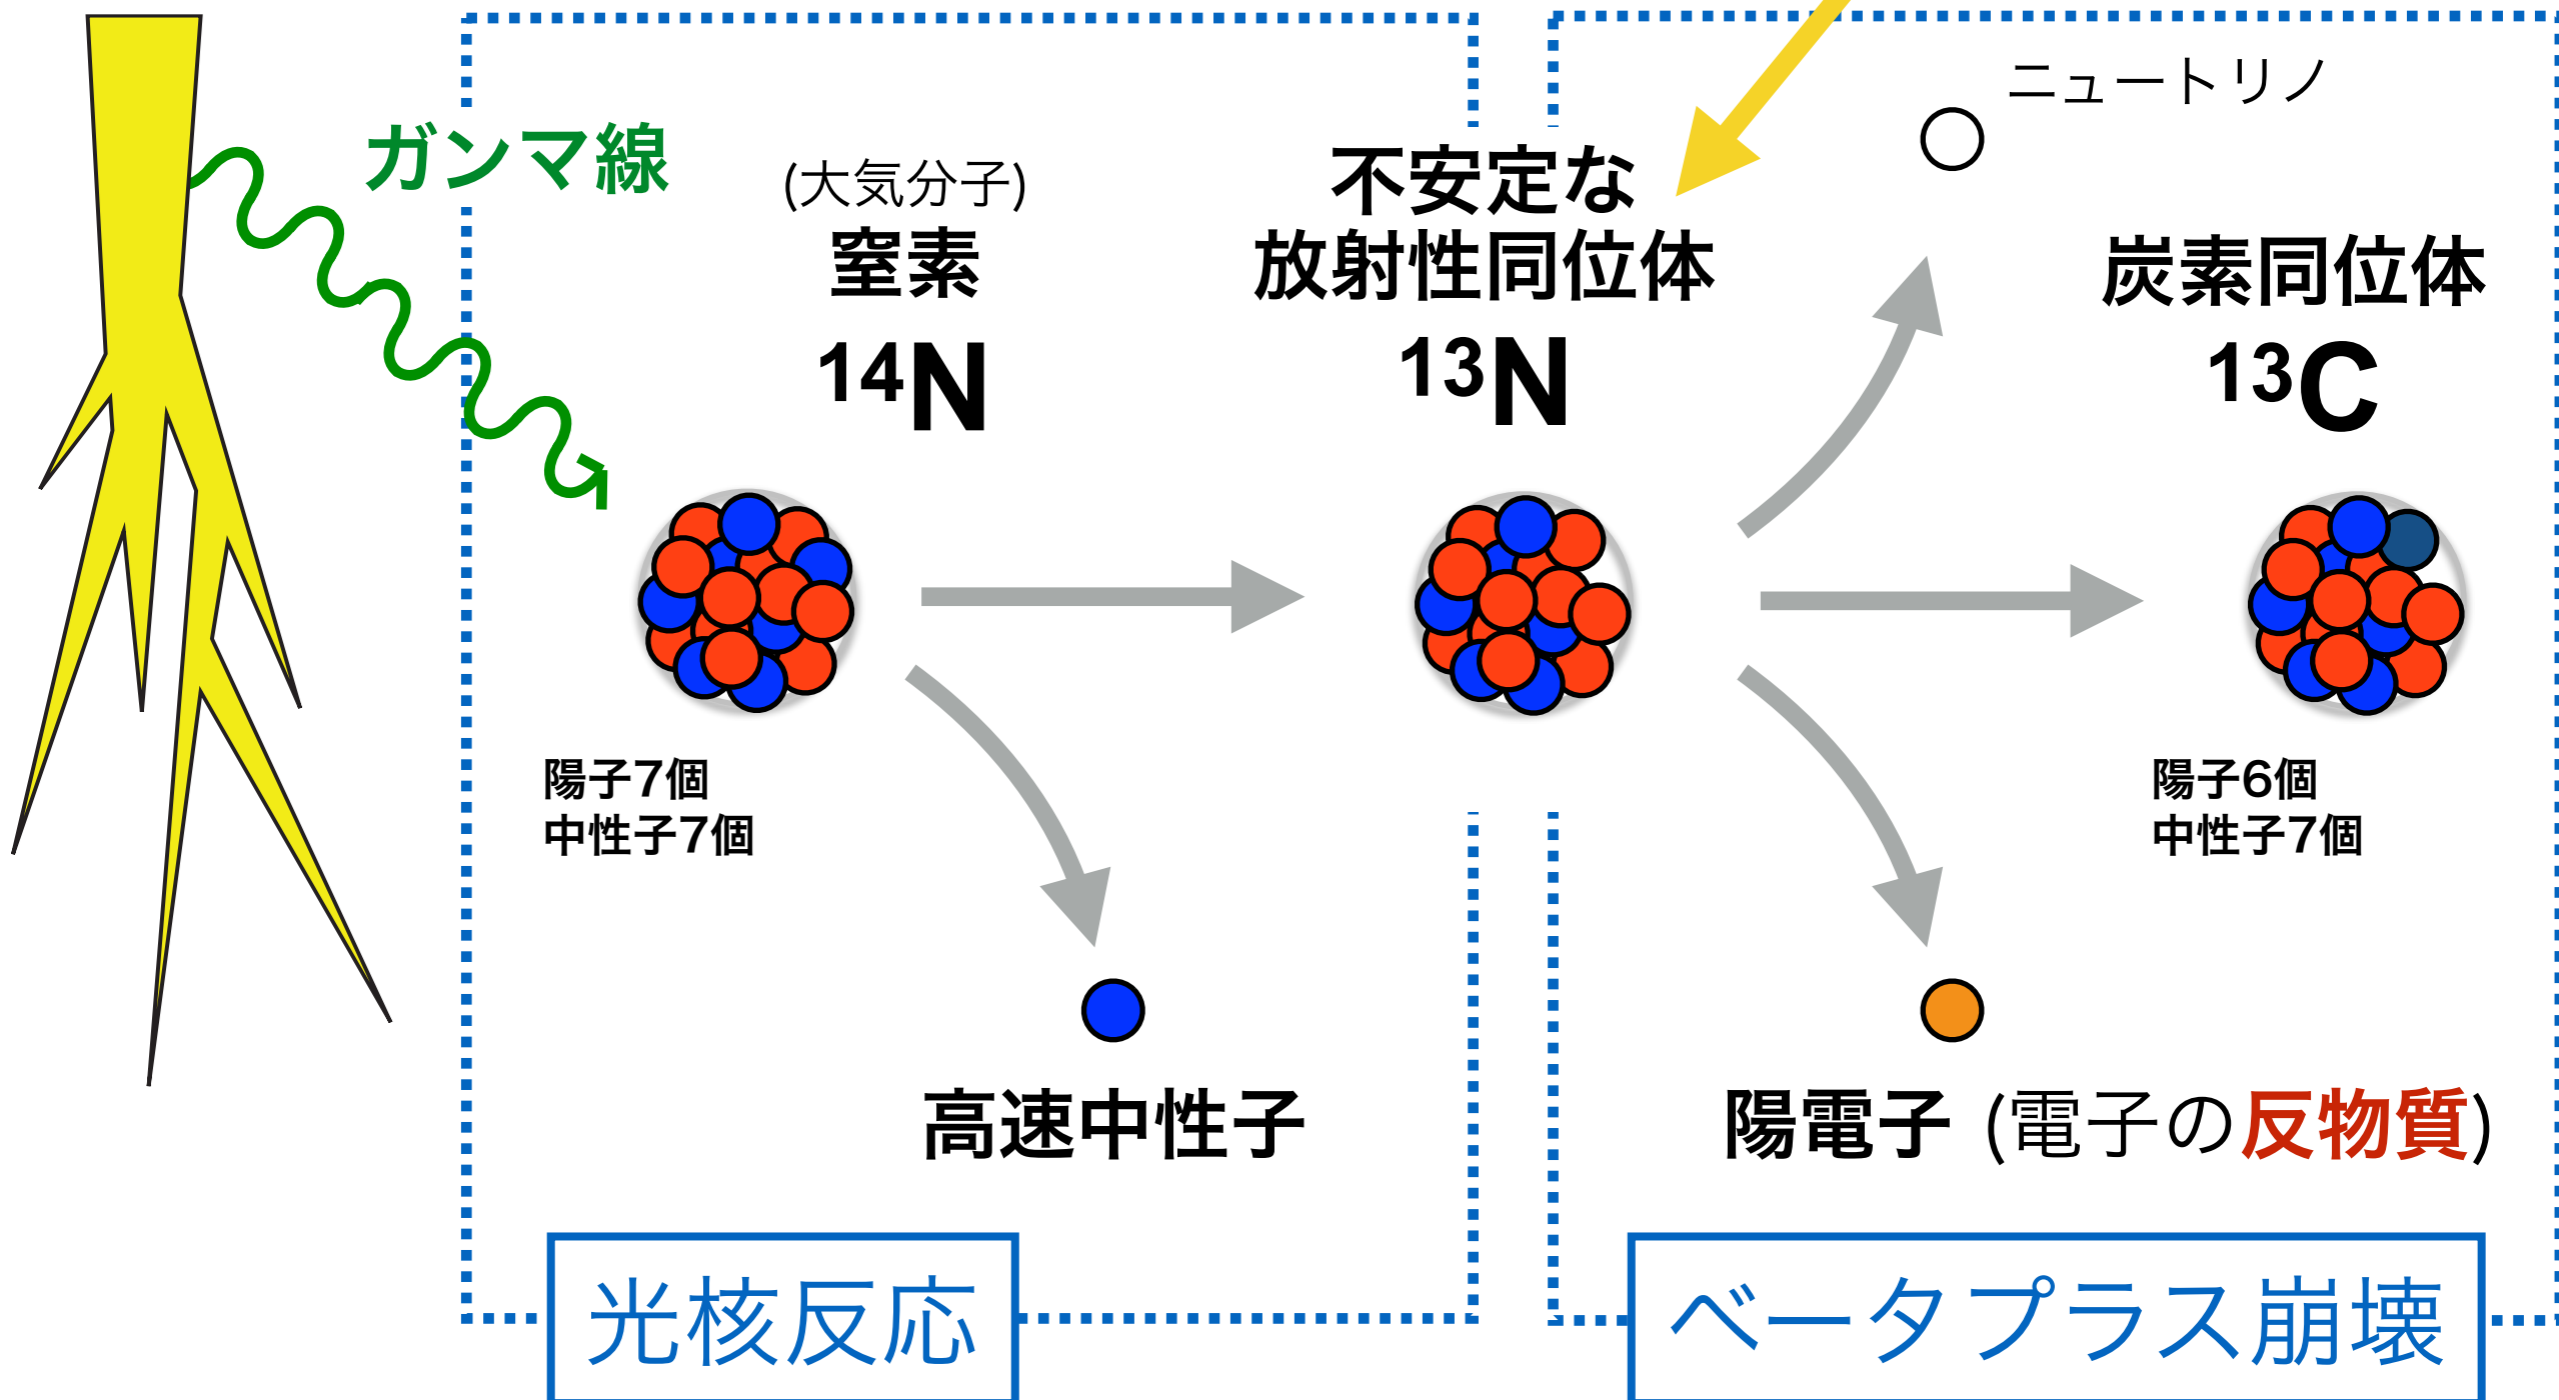 ガンマ線
(大気分子)
窒素
14N
陽子7個
中性子7個
高速中性子
光核反応
不安定な
放射性同位体
13N
ニュートリノ
炭素同位体
13C
陽子6個
中性子7個
陽電子 (電子の反物質)
ベータプラス崩壊